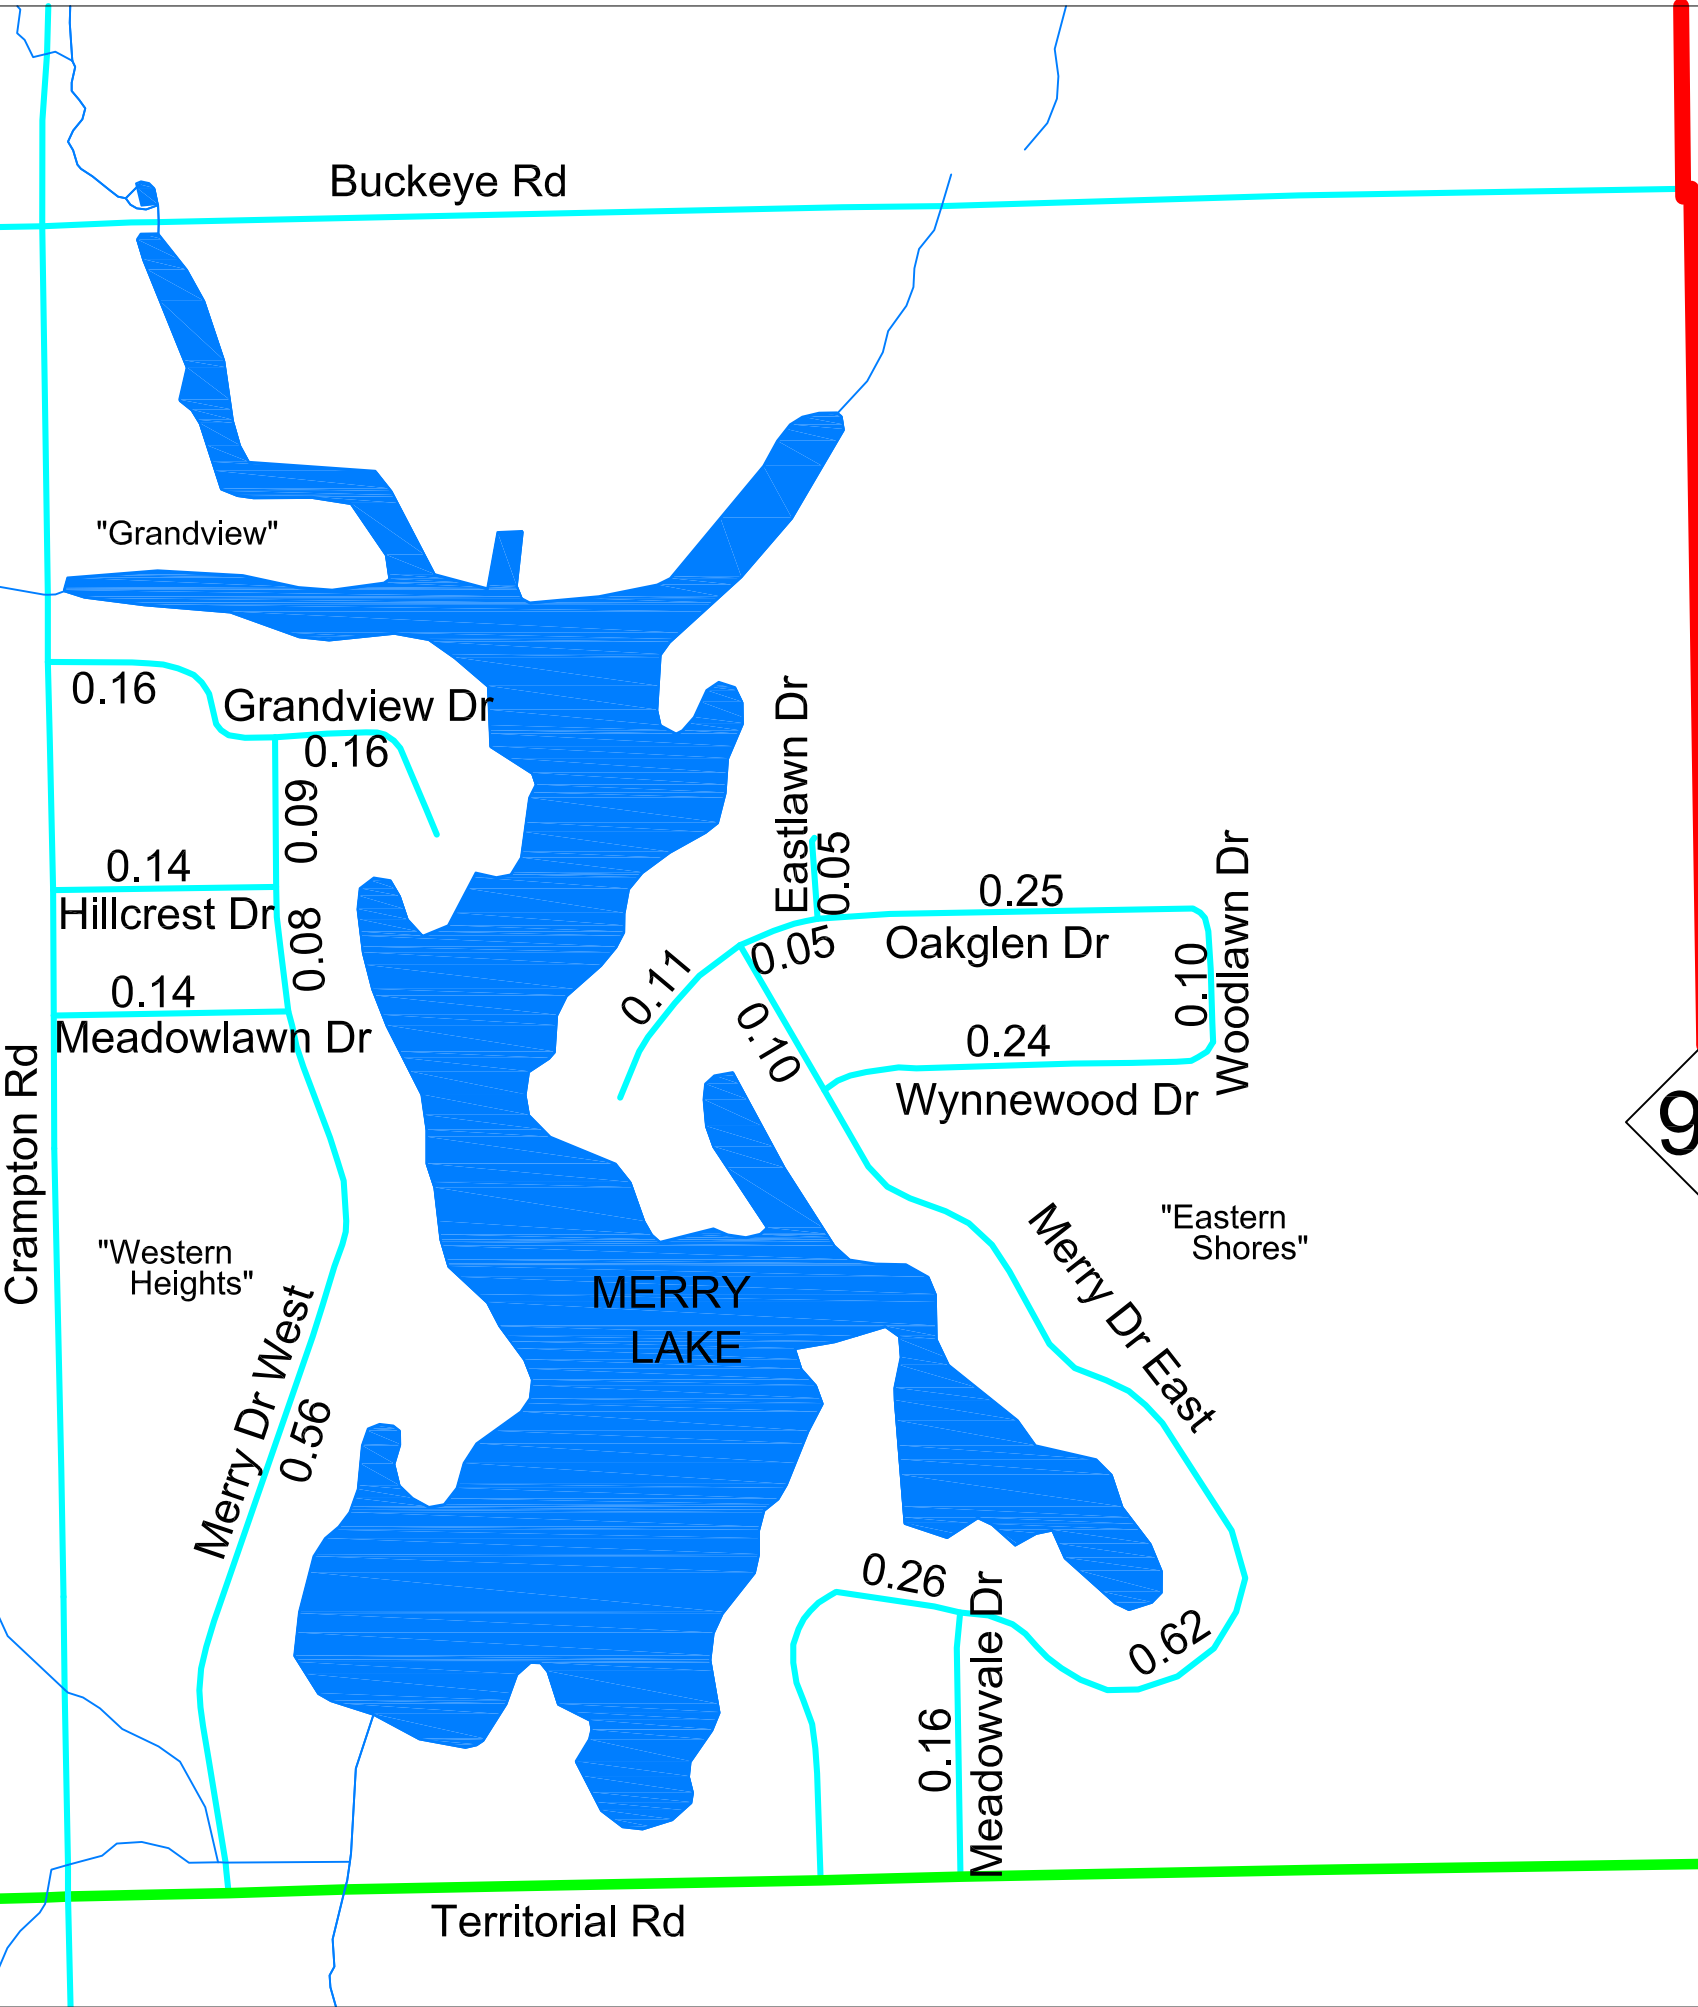 Buckeye Rd
"Grandview"
0.16
Grandview Dr
0.16
0.09
0.14
Hillcrest Dr
0.08
0.14
Meadowlawn Dr
Crampton Rd
"Western
Heights"
Merry Dr West
0.56
MERRY
LAKE
Eastlawn Dr
0.05
0.05
0.11
0.10
0.25
Oakglen Dr
0.10
Woodlawn Dr
0.24
Wynnewood Dr
9
"Eastern
Shores"
Merry Dr East
0.26
0.62
Meadowvale Dr
0.16
Territorial Rd